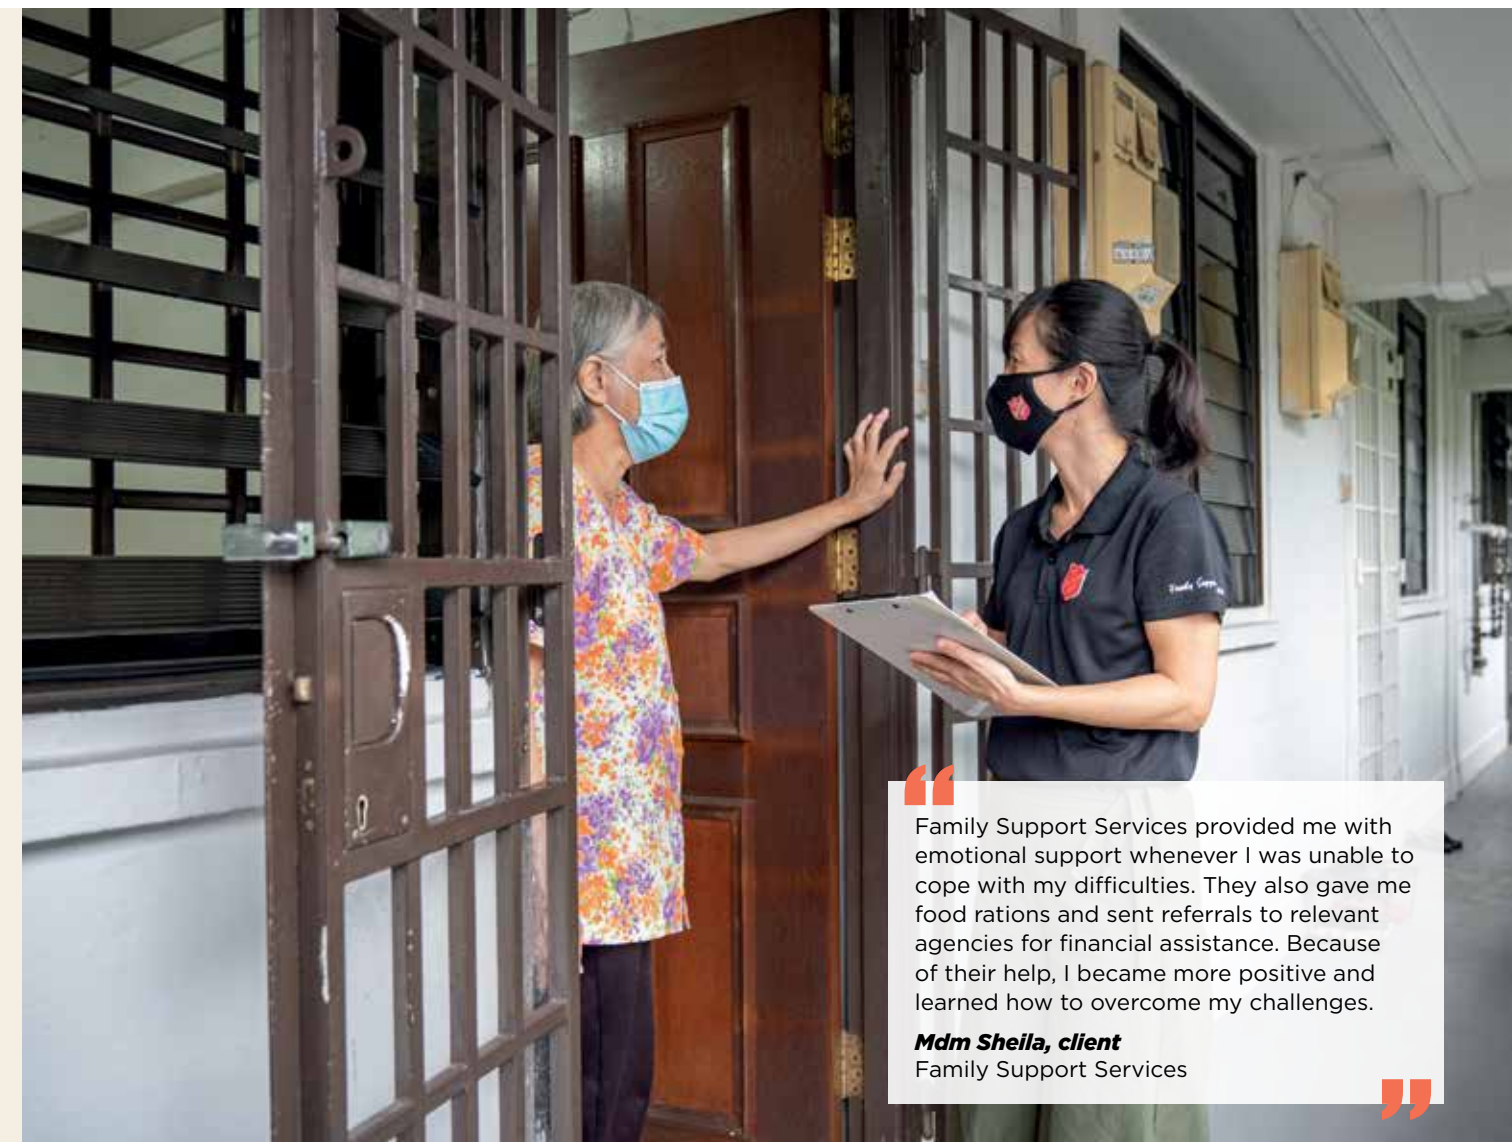 Family Support Services provided me with
emotional support whenever I was unable to
cope with my difficulties. They also gave me
food rations and sent referrals to relevant
agencies for financial assistance. Because
of their help, I became more positive and
learned how to overcome my challenges.
Mdm Sheila, client
Family Support Services